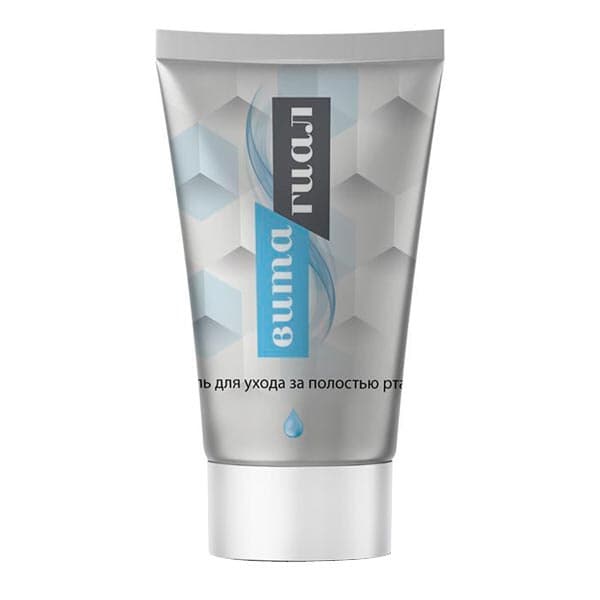 вита
гиал
ль для ухода за полостью рта